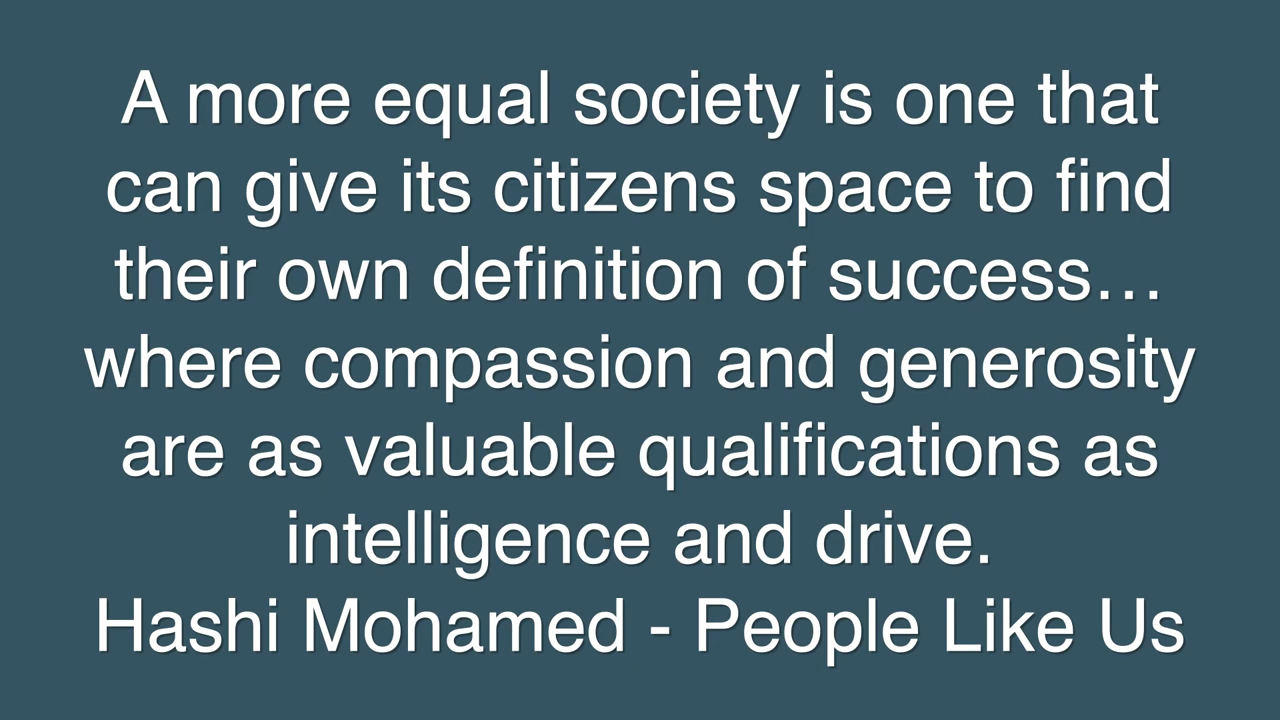 A more equal society is one that
can give its citizens space to find
their own definition of success…
where compassion and generosity
are as valuable qualifications as
intelligence and drive.
Hashi Mohamed - People Like Us